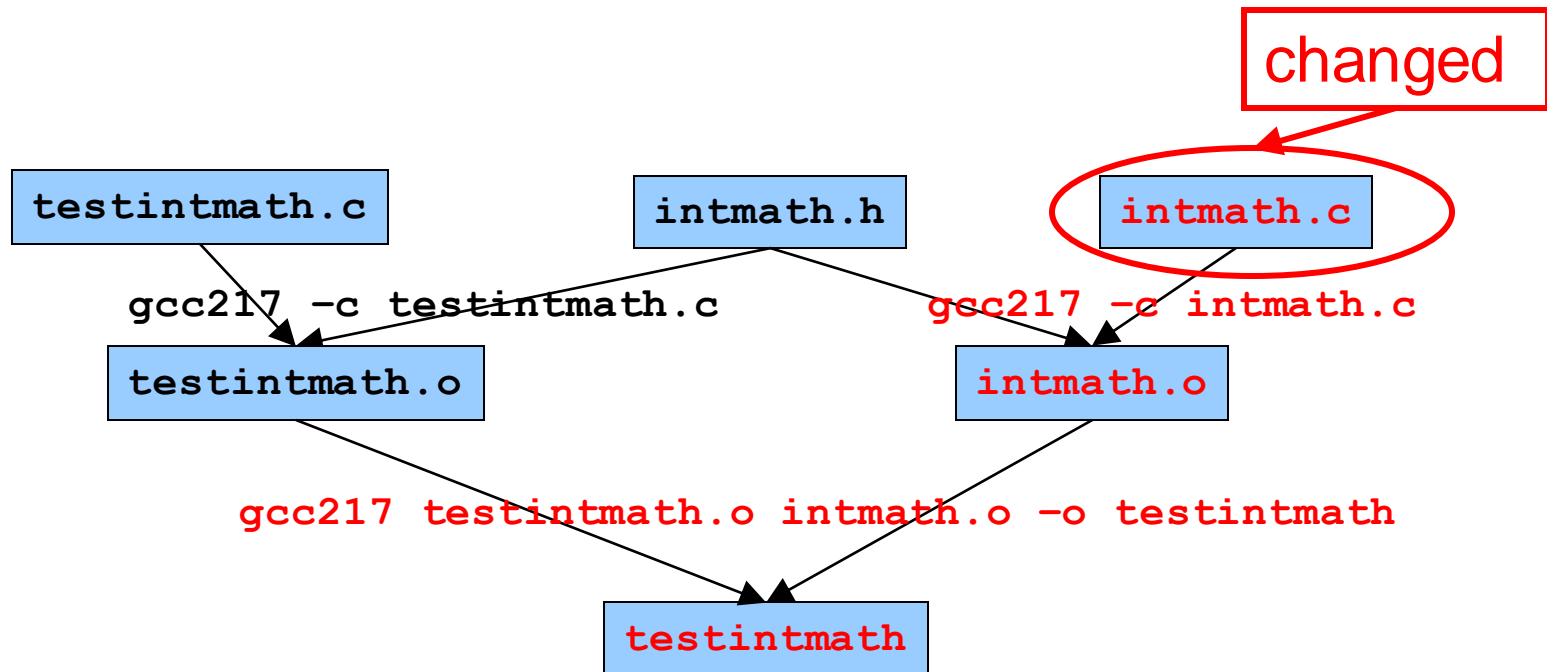 changed
testintmath.c
intmath.h
intmath.c
gcc217 –c testintmath.c
gcc217 –c intmath.c
testintmath.o
intmath.o
gcc217 testintmath.o intmath.o –o testintmath
testintmath